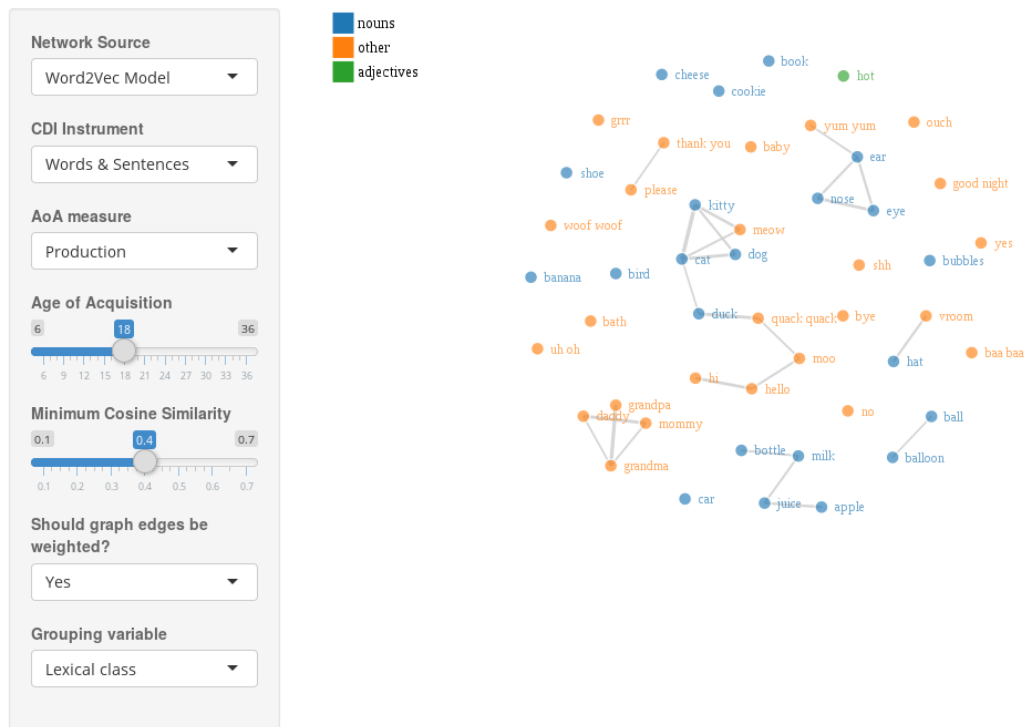 Network Source
Word2Vec Model
CDI Instrument
Words & Sentences
AoA measure
Production
Age of Acquisition
6 18 36
6 9 12 15 18 21 24 27 30 33 36
Minimum Cosine Similarity
0.1 0.4 0.7
0.1 0.2 0.3 0.4 0.5 0.6 0.7
Should graph edges be
weighted?
Yes
Grouping variable
Lexical class
nouns
other
adjectives
book
cheese
hot
cookie
grrr
ouch
yum yum
thank you
baby
ear
shoe
good night
please
nose
kitty
eye
woof woof
meow
yes
dog
cat
shh
bubbles
bird
banana
duck
quack quack
bye
vroom
bath
uh oh
baa baa
moo
hat
hi
hello
grandpa
no
daddy
ball
mommy
bottle
milk
balloon
grandma
car
juice
apple